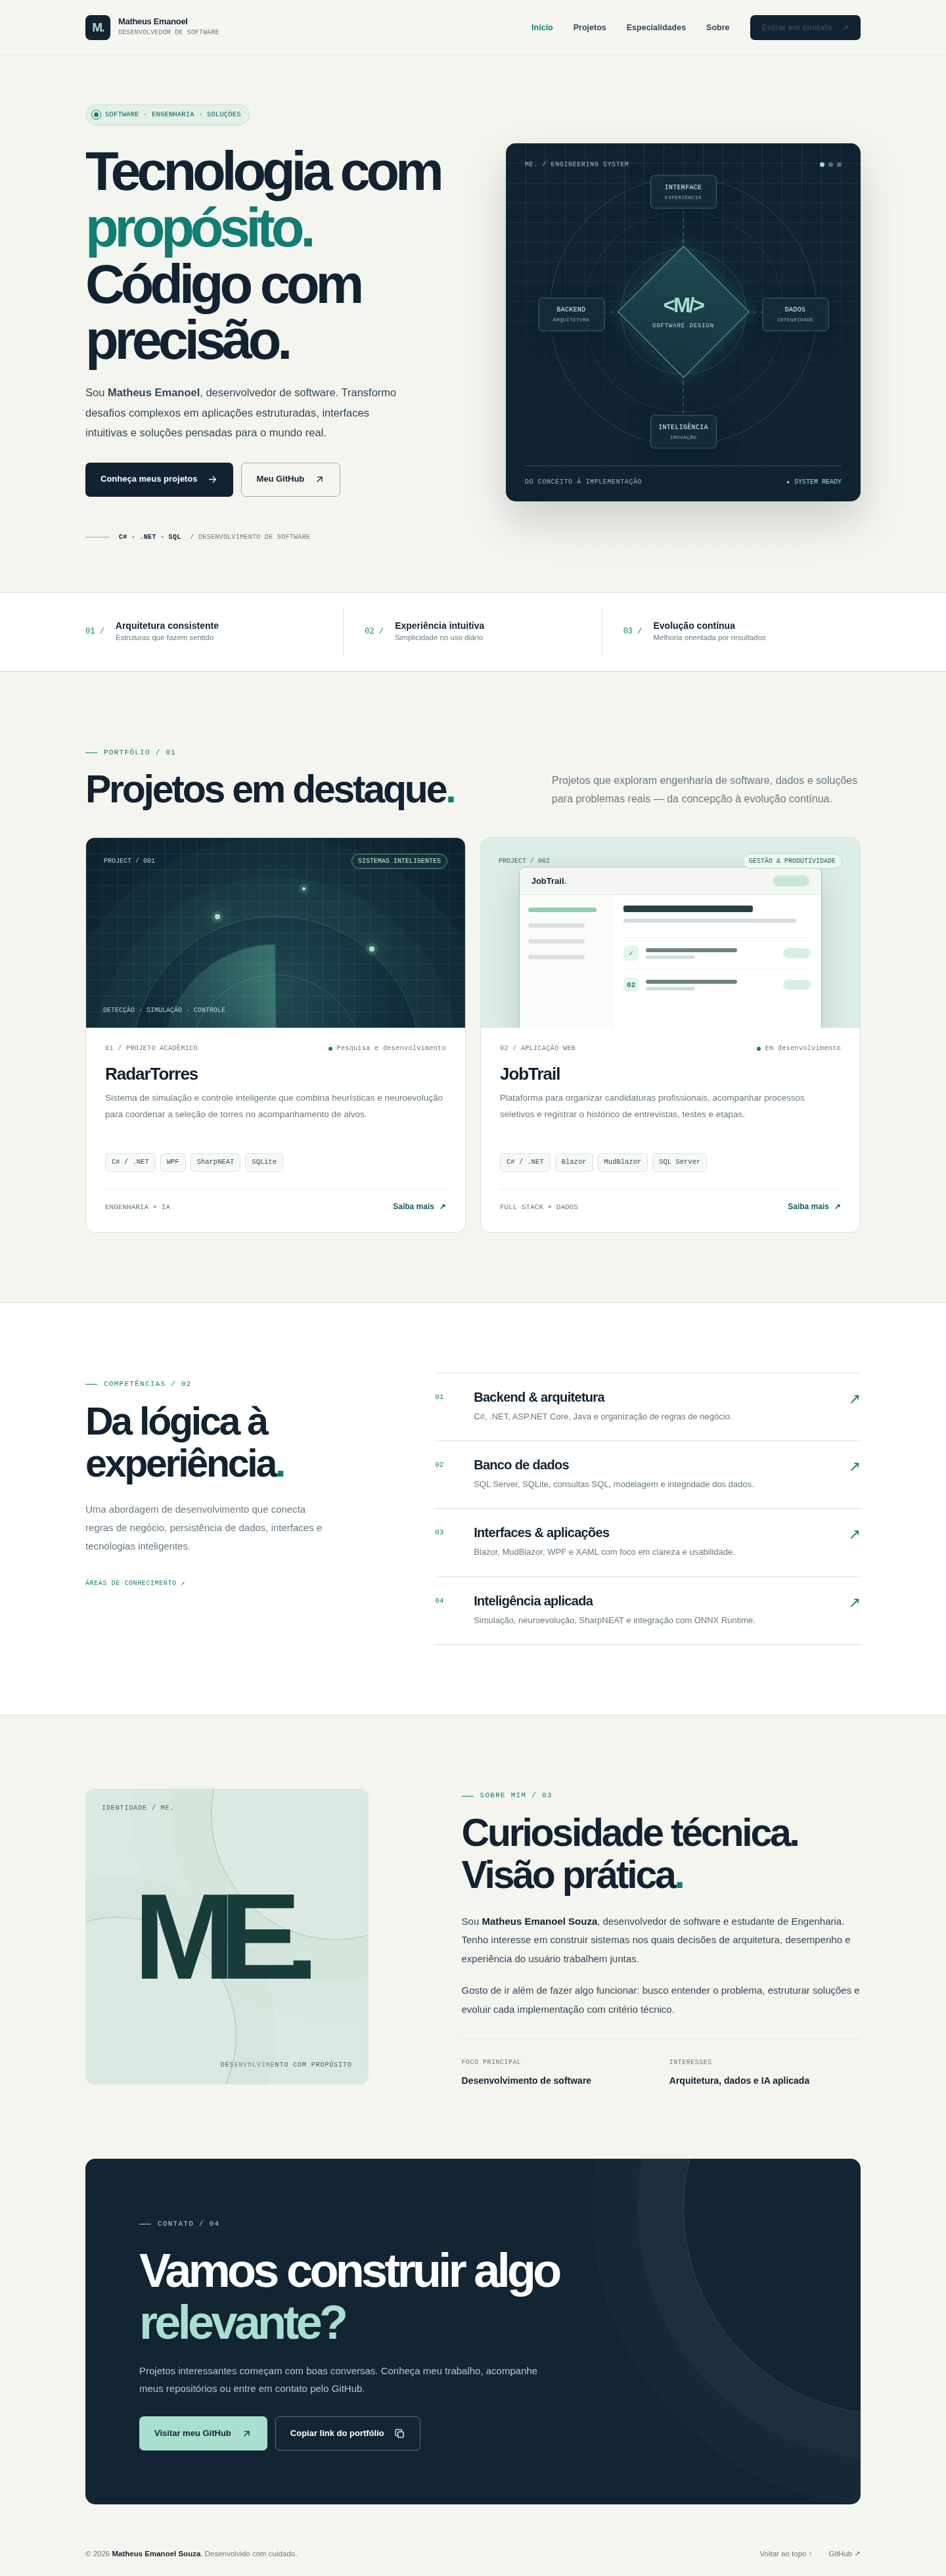 M.
Matheus Emanoel
DESENVOLVEDOR DE SOFTWARE
Início
Projetos
Especialidades
Sobre
Entrar em contato ↗
SOFTWARE · ENGENHARIA · SOLUÇÕES
Tecnologia com
propósito.
Código com
precisão.
Sou Matheus Emanoel, desenvolvedor de software. Transformo
desafios complexos em aplicações estruturadas, interfaces
intuitivas e soluções pensadas para o mundo real.
Conheça meus projetos →
Meu GitHub ↗
C# · .NET · SQL / DESENVOLVIMENTO DE SOFTWARE
ME. / ENGINEERING SYSTEM
INTERFACE
EXPERIÊNCIA
BACKEND
ARQUITETURA
<M/>
SOFTWARE DESIGN
DADOS
INTEGRIDADE
INTELIGÊNCIA
INOVAÇÃO
DO CONCEITO À IMPLEMENTAÇÃO
● SYSTEM READY
01 /
Arquitetura consistente
Estruturas que fazem sentido
02 /
Experiência intuitiva
Simplicidade no uso diário
03 /
Evolução contínua
Melhoria orientada por resultados
PORTFÓLIO / 01
Projetos em destaque.
Projetos que exploram engenharia de software, dados e soluções
para problemas reais — da concepção à evolução contínua.
PROJECT / 001
SISTEMAS INTELIGENTES
DETECÇÃO · SIMULAÇÃO · CONTROLE
01 / PROJETO ACADÊMICO
Pesquisa e desenvolvimento
RadarTorres
Sistema de simulação e controle inteligente que combina heurísticas e neuroevolução
para coordenar a seleção de torres no acompanhamento de alvos.
C# / .NET
WPF
SharpNEAT
SQLite
ENGENHARIA + IA
Saiba mais ↗
PROJECT / 002
GESTÃO & PRODUTIVIDADE
JobTrail.
✓
02
02 / APLICAÇÃO WEB
Em desenvolvimento
JobTrail
Plataforma para organizar candidaturas profissionais, acompanhar processos
seletivos e registrar o histórico de entrevistas, testes e etapas.
C# / .NET
Blazor
MudBlazor
SQL Server
FULL STACK + DADOS
Saiba mais ↗
COMPETÊNCIAS / 02
Da lógica à
experiência.
Uma abordagem de desenvolvimento que conecta
regras de negócio, persistência de dados, interfaces e
tecnologias inteligentes.
ÁREAS DE CONHECIMENTO ↗
01
Backend & arquitetura
↗
C#, .NET, ASP.NET Core, Java e organização de regras de negócio.
02
Banco de dados
↗
SQL Server, SQLite, consultas SQL, modelagem e integridade dos dados.
03
Interfaces & aplicações
↗
Blazor, MudBlazor, WPF e XAML com foco em clareza e usabilidade.
04
Inteligência aplicada
↗
Simulação, neuroevolução, SharpNEAT e integração com ONNX Runtime.
IDENTIDADE / ME.
ME.
DESENVOLVIMENTO COM PROPÓSITO
SOBRE MIM / 03
Curiosidade técnica.
Visão prática.
Sou Matheus Emanoel Souza, desenvolvedor de software e estudante de Engenharia.
Tenho interesse em construir sistemas nos quais decisões de arquitetura, desempenho e
experiência do usuário trabalhem juntas.
Gosto de ir além de fazer algo funcionar: busco entender o problema, estruturar soluções e
evoluir cada implementação com critério técnico.
FOCO PRINCIPAL
Desenvolvimento de software
INTERESSES
Arquitetura, dados e IA aplicada
CONTATO / 04
Vamos construir algo
relevante?
Projetos interessantes começam com boas conversas. Conheça meu trabalho, acompanhe
meus repositórios ou entre em contato pelo GitHub.
Visitar meu GitHub ↗
Copiar link do portfólio
© 2026 Matheus Emanoel Souza. Desenvolvido com cuidado.
Voltar ao topo ↑
GitHub ↗